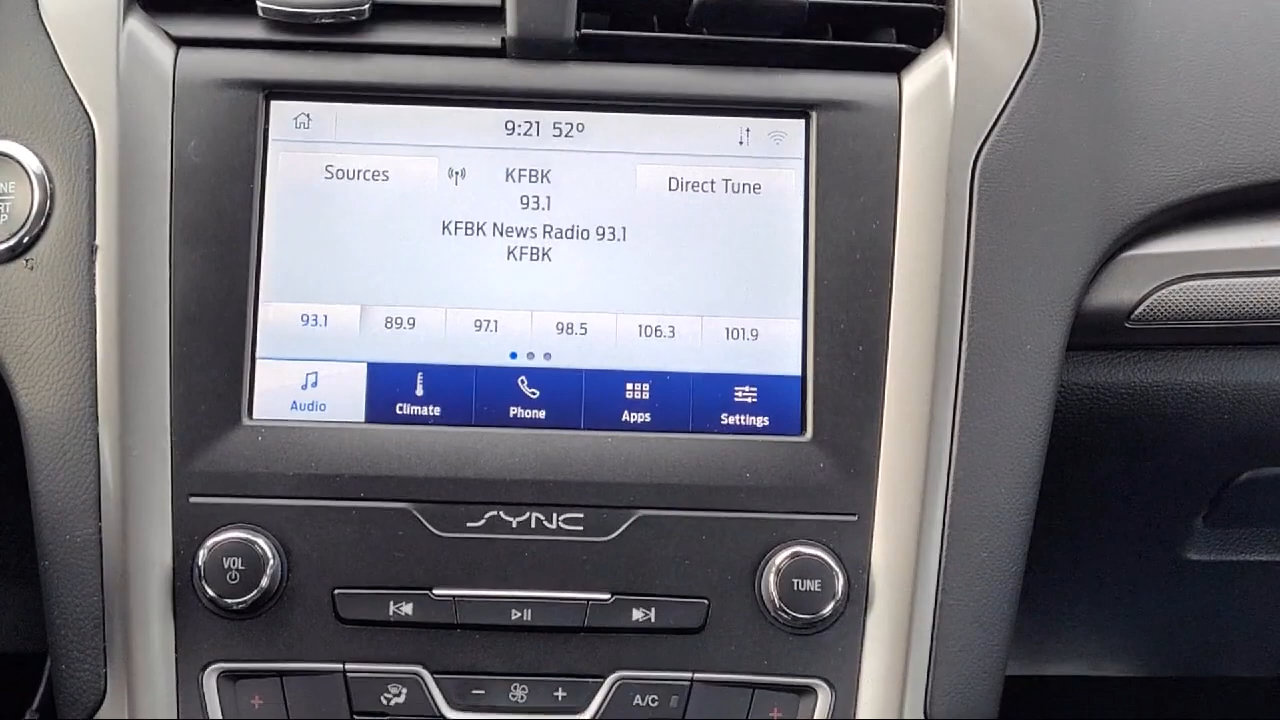 9:21 52°
Sources
KFBK
Direct Tune
93.1
KFBK News Radio 93.1
KFBK
93.1 89.9 97.1 98.5 106.3 101.9
Audio Climate Phone Apps Settings
SYNC
VOL
TUNE
A/C